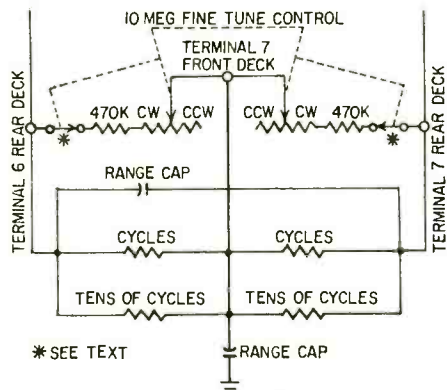 10 MEG FINE TUNE CONTROL
TERMINAL 7
FRONT DECK
TERMINAL 6 REAR DECK
470K CW CCW
CCW CW 470K
TERMINAL 7 REAR DECK
*
*
RANGE CAP
CYCLES
CYCLES
TENS OF CYCLES
TENS OF CYCLES
* SEE TEXT
RANGE CAP